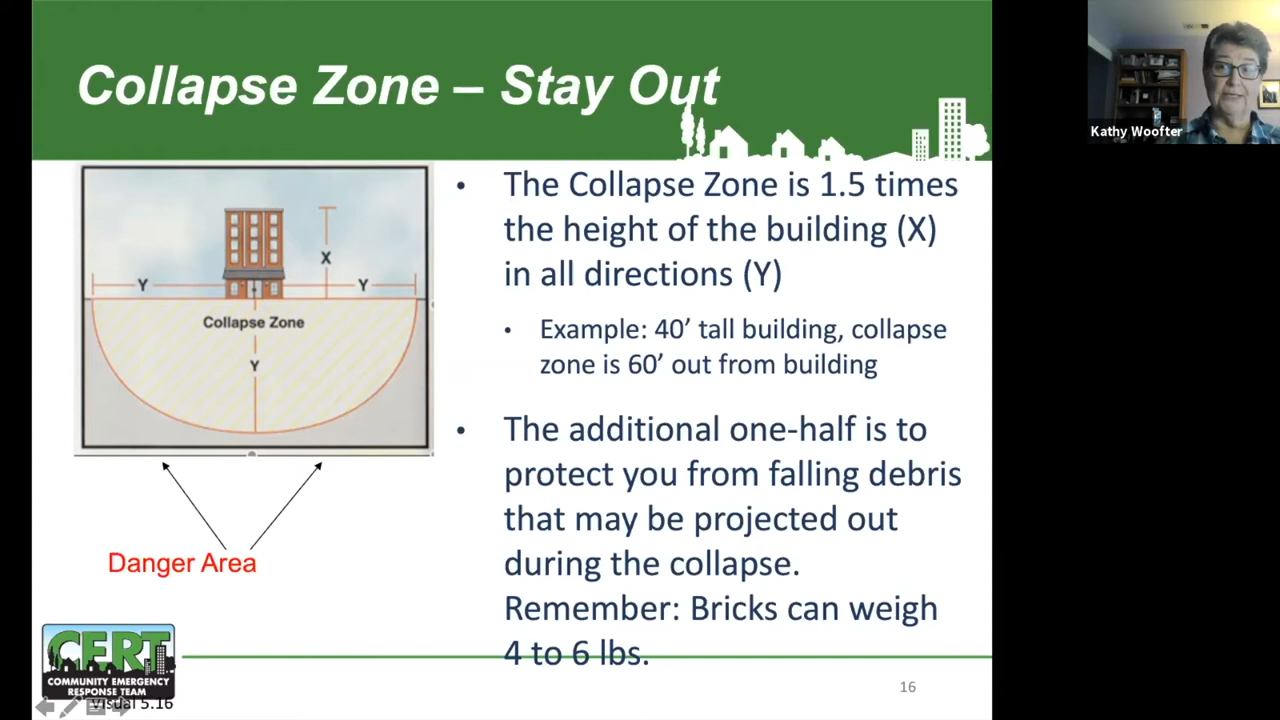 Collapse Zone – Stay Out
Kathy Woofter
X
Y
Y
Collapse Zone
Y
Danger Area
• The Collapse Zone is 1.5 times
the height of the building (X)
in all directions (Y)
• Example: 40’ tall building, collapse
zone is 60’ out from building
• The additional one-half is to
protect you from falling debris
that may be projected out
during the collapse.
Remember: Bricks can weigh
4 to 6 lbs.
CERT
COMMUNITY EMERGENCY
RESPONSE TEAM
Visual 5.16
16